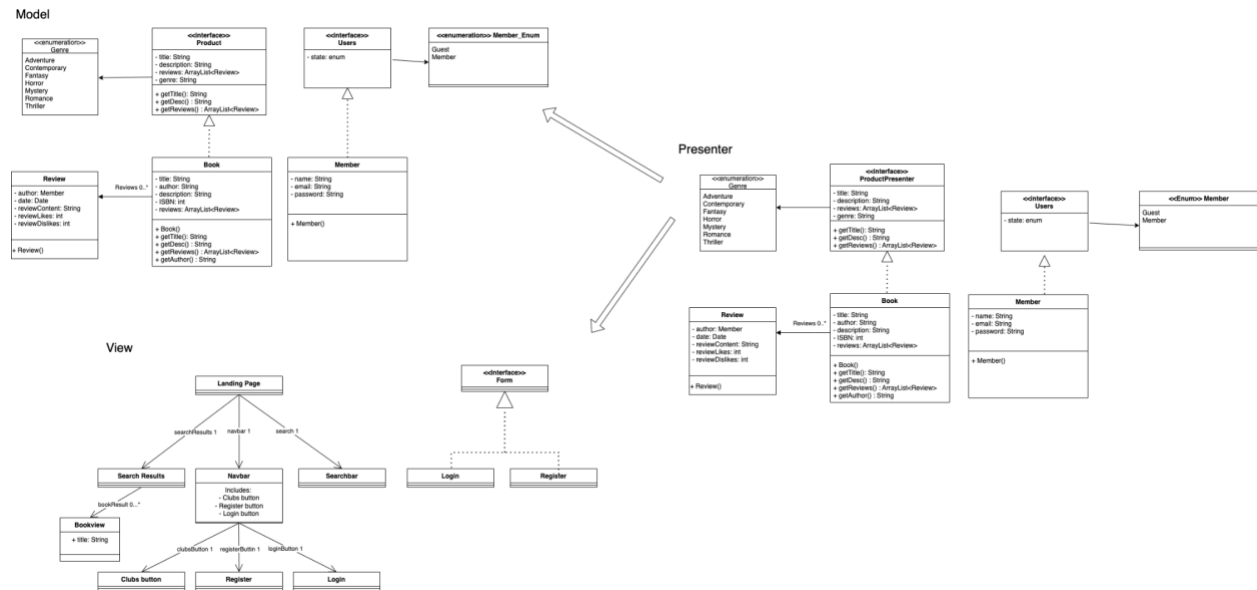 Model
<<enumeration>>
Genre
Adventure
Contemporary
Fantasy
Horror
Mystery
Romance
Thriller
<<interface>>
Product
- title: String
- description: String
- reviews: ArrayList<Review>
- genre: String
+ getTitle(): String
+ getDesc() : String
+ getReviews() : ArrayList<Review>
<<interface>>
Users
- state: enum
<<enumeration>> Member_Enum
Guest
Member
Review
- author: Member
- date: Date
- reviewContent: String
- reviewLikes: int
- reviewDislikes: int
+ Review()
Reviews 0..*
Book
- title: String
- author: String
- description: String
- ISBN: int
- reviews: ArrayList<Review>
+ Book()
+ getTitle() : String
+ getDesc() : String
+ getReviews() : ArrayList<Review>
+ getAuthor() : String
Member
- name: String
- email: String
- password: String
+ Member()
Presenter
<<enumeration>>
Genre
Adventure
Contemporary
Fantasy
Horror
Mystery
Romance
Thriller
<<interface>>
ProductPresenter
- title: String
- description: String
- reviews: ArrayList<Review>
- genre: String
+ getTitle(): String
+ getDesc() : String
+ getReviews() : ArrayList<Review>
<<interface>>
Users
- state: enum
<<Enum>> Member
Guest
Member
Review
- author: Member
- date: Date
- reviewContent: String
- reviewLikes: int
- reviewDislikes: int
+ Review()
Reviews 0..*
Book
- title: String
- author: String
- description: String
- ISBN: int
- reviews: ArrayList<Review>
+ Book()
+ getTitle() : String
+ getDesc() : String
+ getReviews() : ArrayList<Review>
+ getAuthor() : String
Member
- name: String
- email: String
- password: String
+ Member()
View
Landing Page
searchResults 1
navbar 1
search 1
Search Results
Navbar
Includes:
- Clubs button
- Register button
- Login button
Searchbar
bookResult 0...*
Bookview
+ title: String
clubsButton 1
registerButtin 1
loginButton 1
Clubs button
Register
Login
<<interface>>
Form
Login
Register